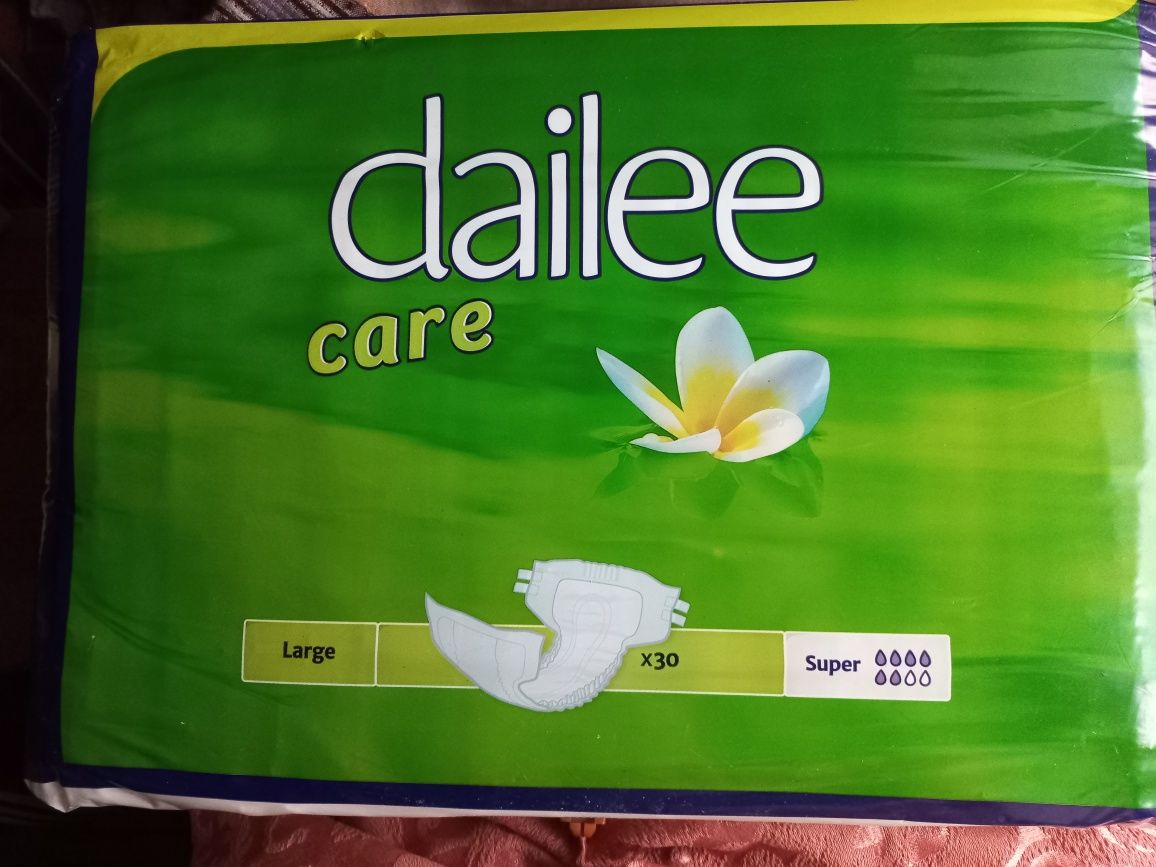 dailee
care
Large
x30
Super